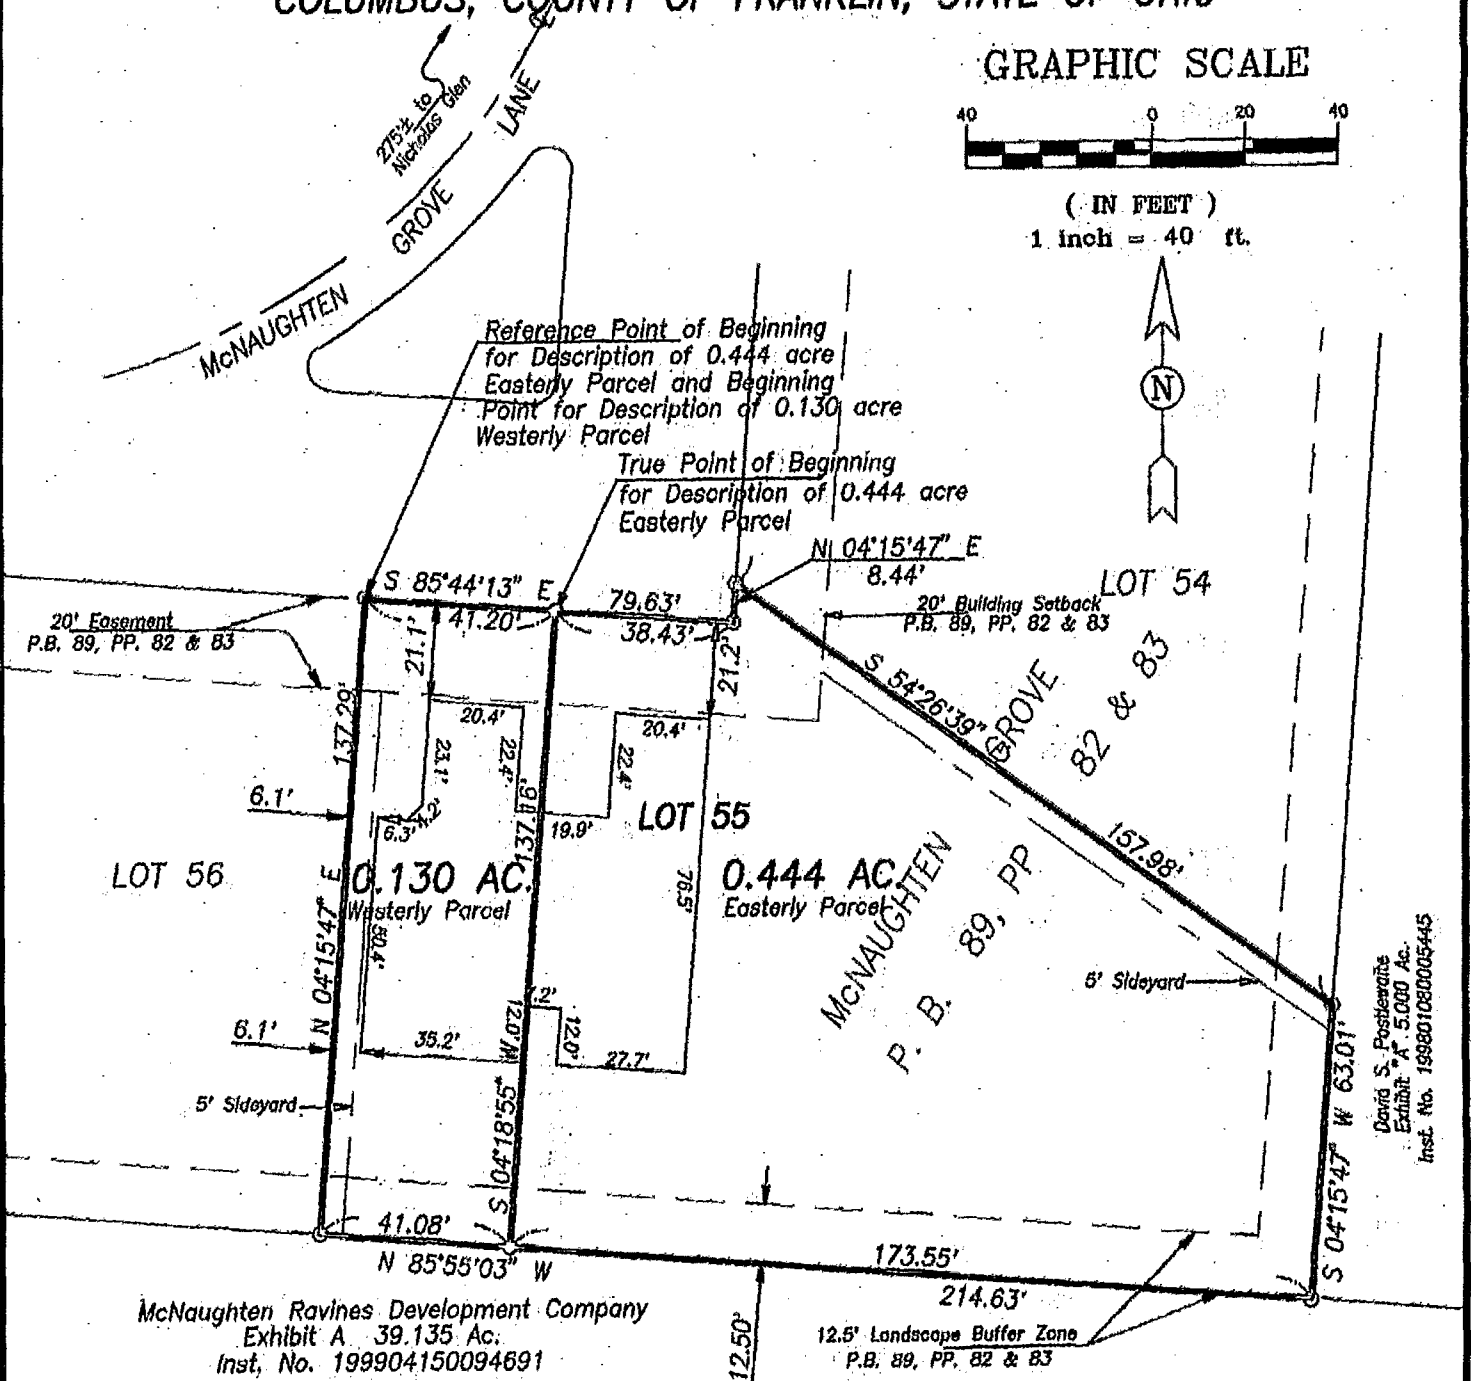 COLUMBUS, COUNTY OF FRANKLIN, STATE OF OHIO
GRAPHIC SCALE
40 0 20 40
( IN FEET )
1 inch = 40 ft.
275'± to
Nicholas Glen
McNAUGHTEN GROVE LANE
Reference Point of Beginning
for Description of 0.444 acre
Easterly Parcel and Beginning
Point for Description of 0.130 acre
Westerly Parcel
True Point of Beginning
for Description of 0.444 acre
Easterly Parcel
N
N 04°15'47" E
8.44'
LOT 54
20' Building Setback
P.B. 89, PP. 82 & 83
S 85°44'13" E
79.63'
41.20'
38.43'
20' Easement
P.B. 89, PP. 82 & 83
21.1'
21.2'
S 54°26'39" E
157.98'
137.29'
N 04°15'47" E
20.4'
20.4'
23.1'
22.4'
22.4'
6.1'
6.3'
4.2'
19.9'
137.91'
S 04°18'55" W
LOT 55
LOT 56
0.130 AC.
Westerly Parcel
0.444 AC.
Easterly Parcel
50.4'
76.5'
McNAUGHTEN GROVE
P. B. 89, PP 82 & 83
5' Sideyard
7.2'
12.0'
12.0'
27.7'
6.1'
35.2'
5' Sideyard
David S. Postlewaite
Exhibit "A" 5.000 Ac.
Inst. No. 199801080005445
S 04°15'47" W 63.01'
41.08'
N 85°55'03" W
173.55'
214.63'
McNaughten Ravines Development Company
Exhibit A 39.135 Ac.
Inst, No. 199904150094691
12.50'
12.5' Landscape Buffer Zone
P.B. 89, PP. 82 & 83